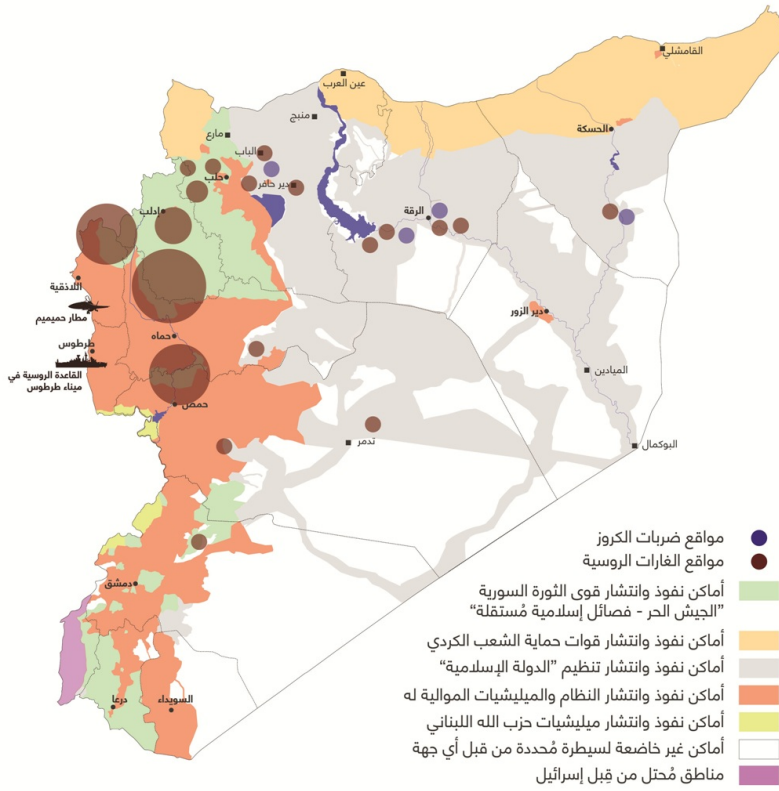 القامشلي
عين العرب
الحسكة
منبج
مارع
الباب
حلب
دير حافر
ادلب
الرقة
اللاذقية
مطار حميميم
دير الزور
حماه
طرطوس
القاعدة الروسية في
ميناء طرطوس
الميادين
حمص
تدمر
البوكمال
دمشق
السويداء
درعا
مواقع ضربات الكروز
مواقع الغارات الروسية
أماكن نفوذ وانتشار قوى الثورة السورية
"الجيش الحر - فصائل إسلامية مُستقلة"
أماكن نفوذ وانتشار قوات حماية الشعب الكردي
أماكن نفوذ وانتشار تنظيم "الدولة الإسلامية"
أماكن نفوذ وانتشار النظام والميليشيات الموالية له
أماكن نفوذ وانتشار ميليشيات حزب الله اللبناني
أماكن غير خاضعة لسيطرة مُحددة من قبل أي جهة
مناطق مُحتل من قِبل إسرائيل